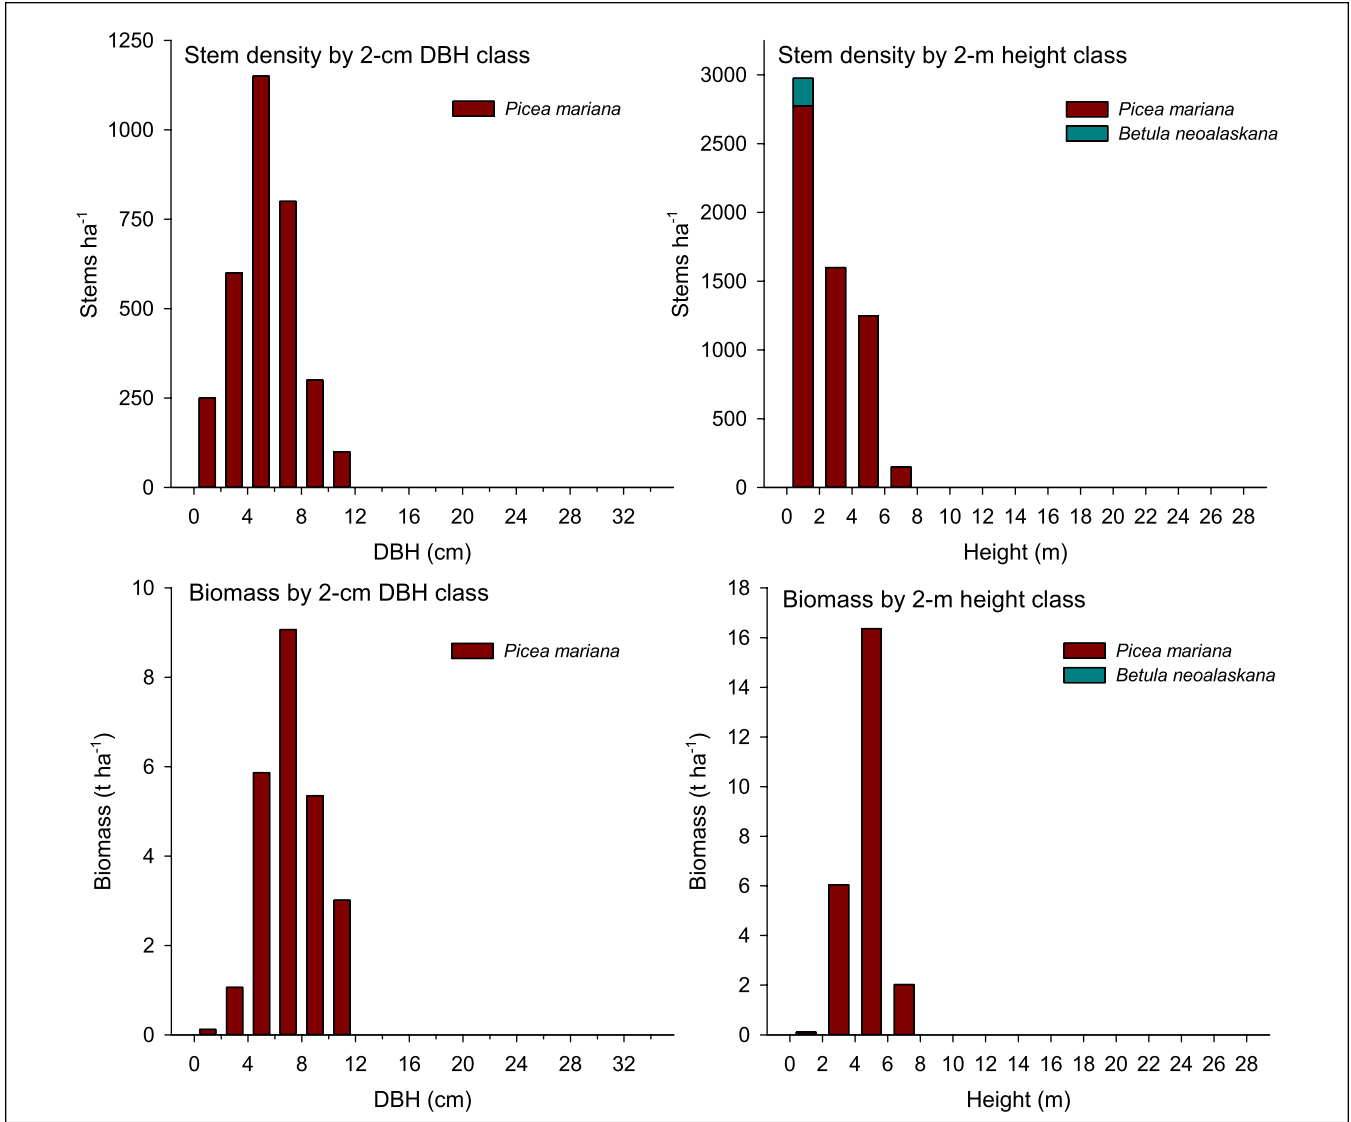 Stem density by 2-cm DBH class
Picea mariana
1250
1000
750
500
250
0
Stems ha-1
0 4 8 12 16 20 24 28 32
DBH (cm)
Stem density by 2-m height class
Picea mariana
Betula neoalaskana
3000
2500
2000
1500
1000
500
0
Stems ha-1
0 2 4 6 8 10 12 14 16 18 20 22 24 26 28
Height (m)
Biomass by 2-cm DBH class
Picea mariana
10
8
6
4
2
0
Biomass (t ha-1)
0 4 8 12 16 20 24 28 32
DBH (cm)
Biomass by 2-m height class
Picea mariana
Betula neoalaskana
18
16
14
12
10
8
6
4
2
0
Biomass (t ha-1)
0 2 4 6 8 10 12 14 16 18 20 22 24 26 28
Height (m)